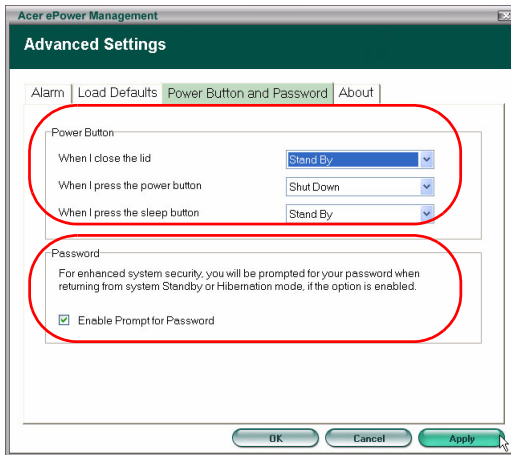 Acer ePower Management
Advanced Settings
Alarm Load Defaults Power Button and Password About
Power Button
When I close the lid Stand By
When I press the power button Shut Down
When I press the sleep button Stand By
Password
For enhanced system security, you will be prompted for your password when
returning from system Standby or Hibernation mode, if the option is enabled.
Enable Prompt for Password
OK Cancel Apply